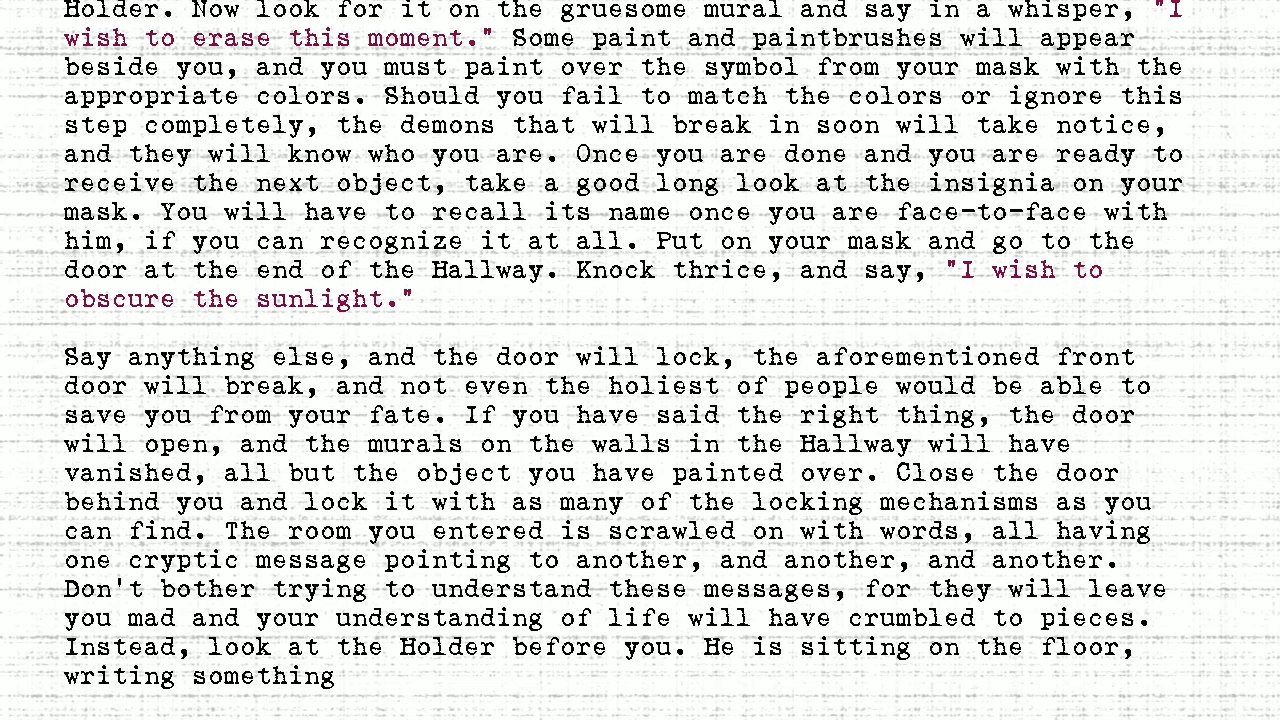 Holder. Now look for it on the gruesome mural and say in a whisper, "I
wish to erase this moment." Some paint and paintbrushes will appear
beside you, and you must paint over the symbol from your mask with the
appropriate colors. Should you fail to match the colors or ignore this
step completely, the demons that will break in soon will take notice,
and they will know who you are. Once you are done and you are ready to
receive the next object, take a good long look at the insignia on your
mask. You will have to recall its name once you are face-to-face with
him, if you can recognize it at all. Put on your mask and go to the
door at the end of the Hallway. Knock thrice, and say, "I wish to
obscure the sunlight."
Say anything else, and the door will lock, the aforementioned front
door will break, and not even the holiest of people would be able to
save you from your fate. If you have said the right thing, the door
will open, and the murals on the walls in the Hallway will have
vanished, all but the object you have painted over. Close the door
behind you and lock it with as many of the locking mechanisms as you
can find. The room you entered is scrawled on with words, all having
one cryptic message pointing to another, and another, and another.
Don't bother trying to understand these messages, for they will leave
you mad and your understanding of life will have crumbled to pieces.
Instead, look at the Holder before you. He is sitting on the floor,
writing something